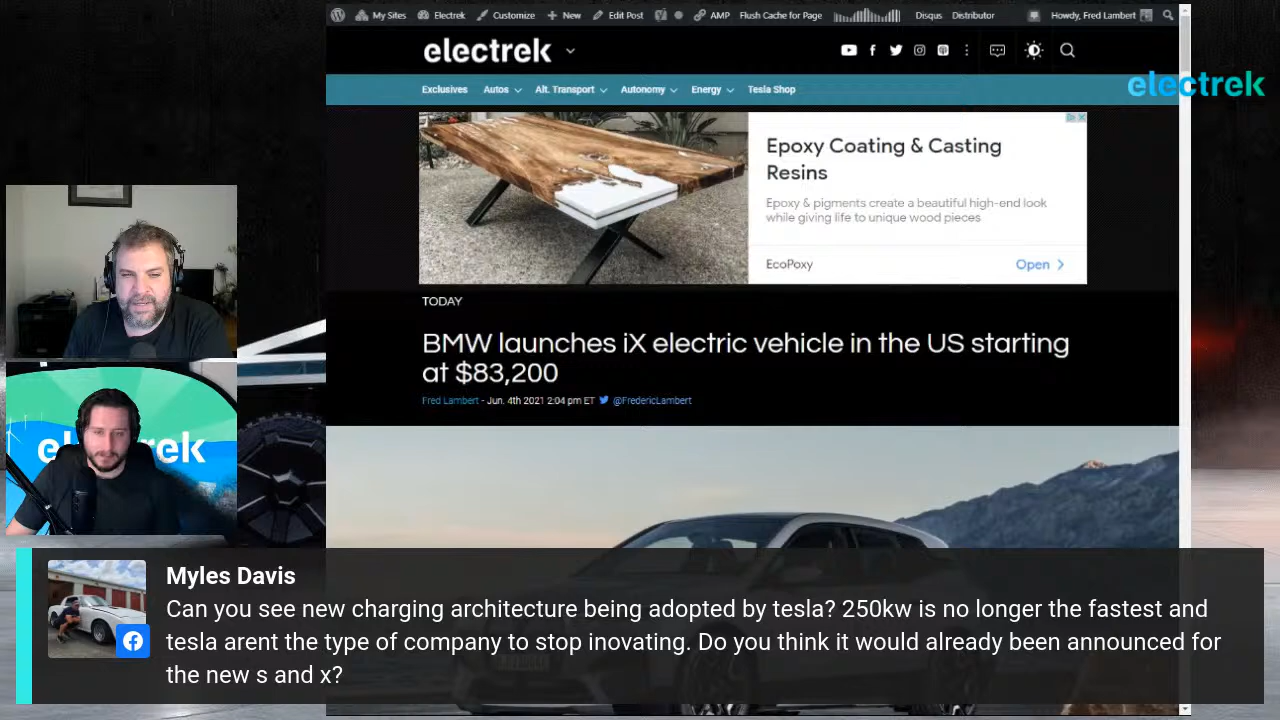 My Sites Electrek Customize New Edit Post AMP Flush Cache for Page Disqus Distributor Howdy, Fred Lambert
electrek
electrek
Exclusives Autos Alt. Transport Autonomy Energy Tesla Shop
Epoxy Coating & Casting
Resins
Epoxy & pigments create a beautiful high-end look
while giving life to unique wood pieces
EcoPoxy Open
TODAY
BMW launches iX electric vehicle in the US starting
at $83,200
Fred Lambert - Jun. 4th 2021 2:04 pm ET @FredericLambert
Myles Davis
Can you see new charging architecture being adopted by tesla? 250kw is no longer the fastest and
tesla arent the type of company to stop inovating. Do you think it would already been announced for
the new s and x?